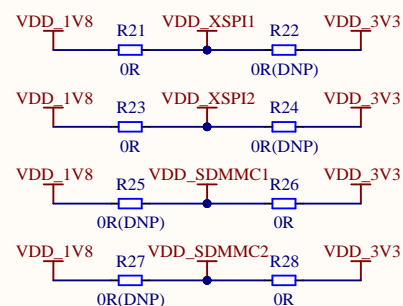 VDD_1V8 R21 VDD_XSPI1 R22 VDD_3V3
0R 0R(DNP)
VDD_1V8 R23 VDD_XSPI2 R24 VDD_3V3
0R 0R(DNP)
VDD_1V8 R25 VDD_SDMMC1 R26 VDD_3V3
0R(DNP) 0R
VDD_1V8 R27 VDD_SDMMC2 R28 VDD_3V3
0R(DNP) 0R